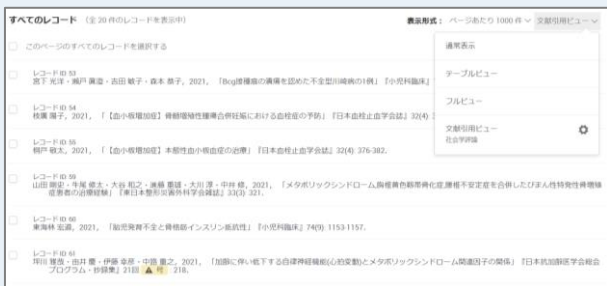 すべてのレコード (全 20 件のレコードを表示中)
表示形式: ページあたり 1000 件 文献引用ビュー
このページのすべてのレコードを選択する
通常表示
テーブルビュー
フルビュー
文献引用ビュー
社会学評論
レコード ID 53
宮下 光洋・瀬戸 廣造・吉田 敏子・森本 恭子, 2021, 「Bcg接種痕の潰瘍を認めた不全型川崎病の1例」『小児科臨床』
レコード ID 54
枝廣 陽子, 2021, 「【血小板増加症】骨髄増殖性腫瘍合併妊娠における血栓症の予防」『日本血栓止血学会誌』32(4)
レコード ID 55
桐戸 敬太, 2021, 「【血小板増加症】本態性血小板血症の治療」『日本血栓止血学会誌』32(4) 376-382.
レコード ID 59
山田 剛史・牛尾 修太・大谷 和之・進藤 重雄・大川 淳・中井 修, 2021, 「メタボリックシンドローム,胸椎黄色靱帯骨化症,腰椎不安定症を合併したびまん性特発性骨増殖
症患者の治療経験」『東日本整形災害外科学会雑誌』33(3) 321.
レコード ID 60
東海林 宏道, 2021, 「胎児発育不全と骨格筋インスリン抵抗性」『小児科臨床』74(9) 1153-1157.
レコード ID 61
坪川 雅哉・由井 慶・伊藤 幸彦・中路 重之, 2021, 「加齢に伴い低下する自律神経機能(心拍変動)とメタボリックシンドローム関連因子の関係」『日本抗加齢医学会総会
プログラム・抄録集』21回 号 218.